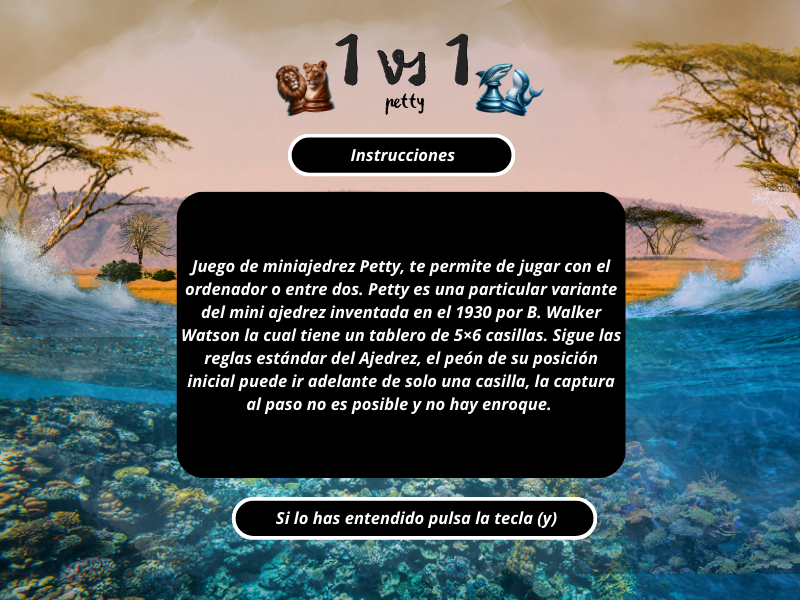 1 vs 1
petty
Instrucciones
Juego de miniajedrez Petty, te permite de jugar con el
ordenador o entre dos. Petty es una particular variante
del mini ajedrez inventada en el 1930 por B. Walker
Watson la cual tiene un tablero de 5×6 casillas. Sigue las
reglas estándar del Ajedrez, el peón de su posición
inicial puede ir adelante de solo una casilla, la captura
al paso no es posible y no hay enroque.
Si lo has entendido pulsa la tecla (y)